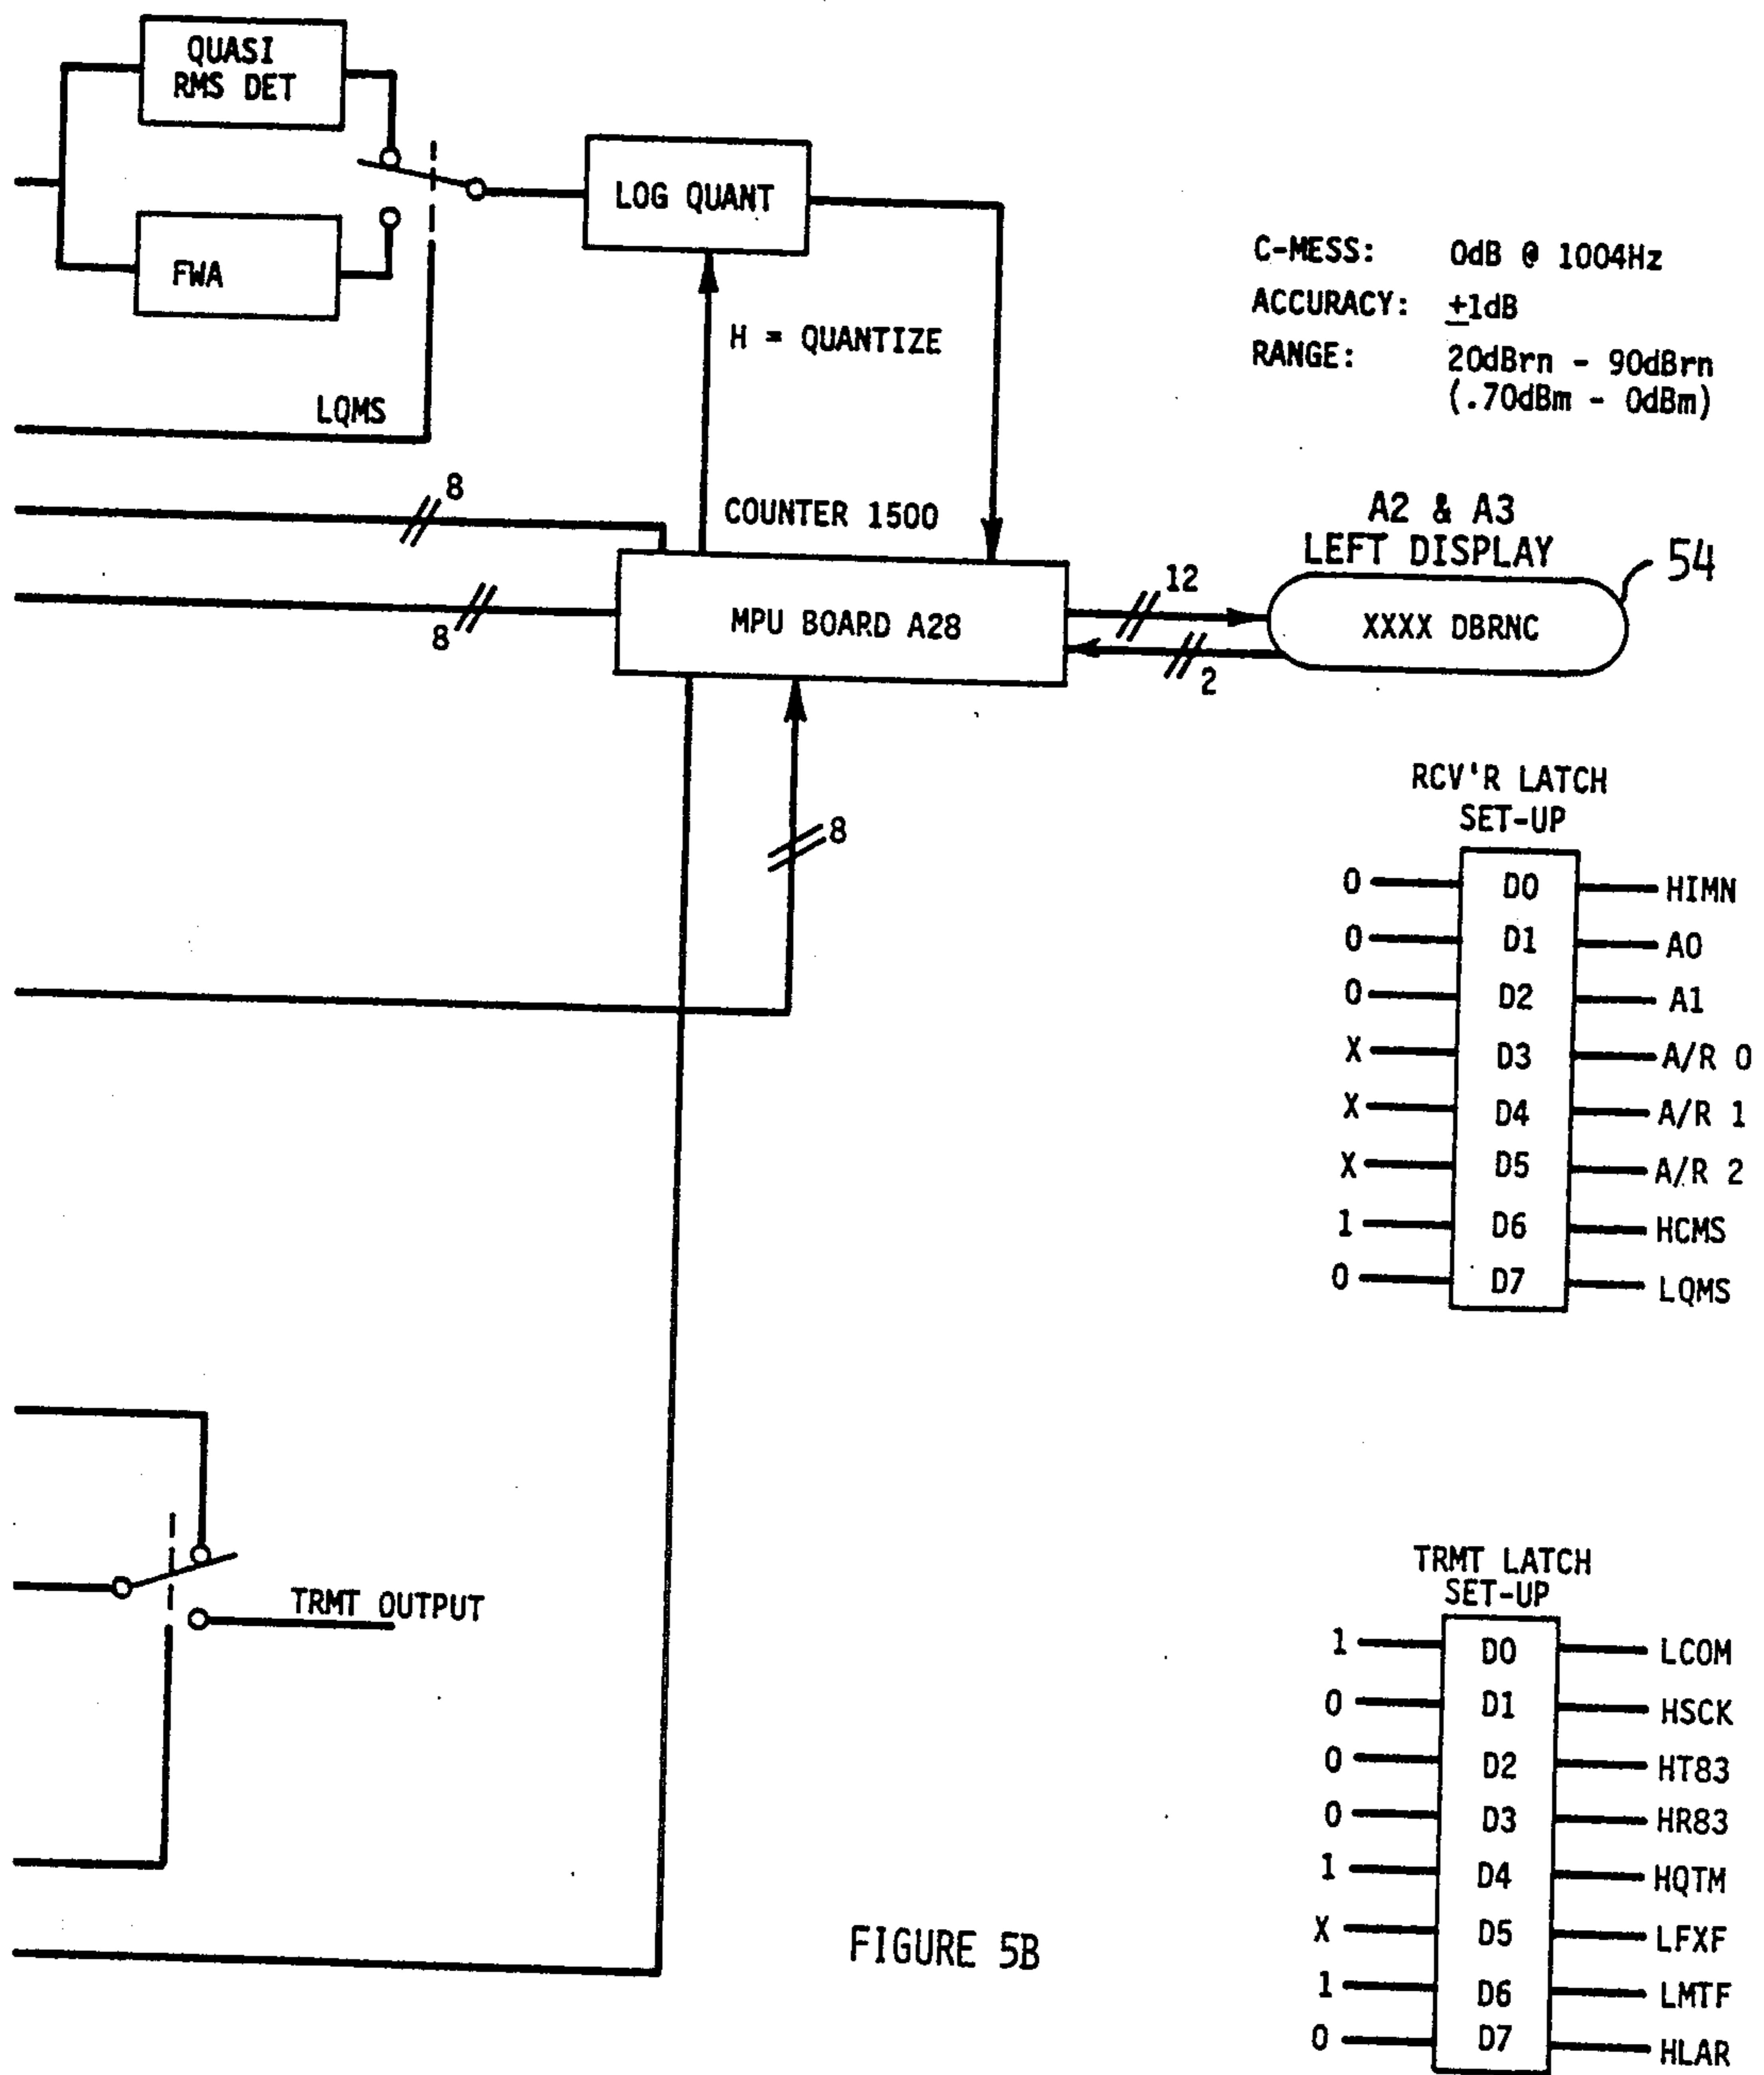 QUASI
RMS DET
FWA
LOG QUANT
H = QUANTIZE
LQMS
C-MESS: 0dB @ 1004Hz
ACCURACY: ±1dB
RANGE: 20dBrn - 90dBrn
(.70dBm - 0dBm)
8
COUNTER 1500
8
MPU BOARD A28
12
2
A2 & A3
LEFT DISPLAY
54
XXXX DBRNC
8
RCV'R LATCH
SET-UP
0 D0 HIMN
0 D1 A0
0 D2 A1
X D3 A/R 0
X D4 A/R 1
X D5 A/R 2
1 D6 HCMS
0 D7 LQMS
TRMT OUTPUT
TRMT LATCH
SET-UP
1 D0 LCOM
0 D1 HSCK
0 D2 HT83
0 D3 HR83
1 D4 HQTM
X D5 LFXF
1 D6 LMTF
0 D7 HLAR
FIGURE 5B